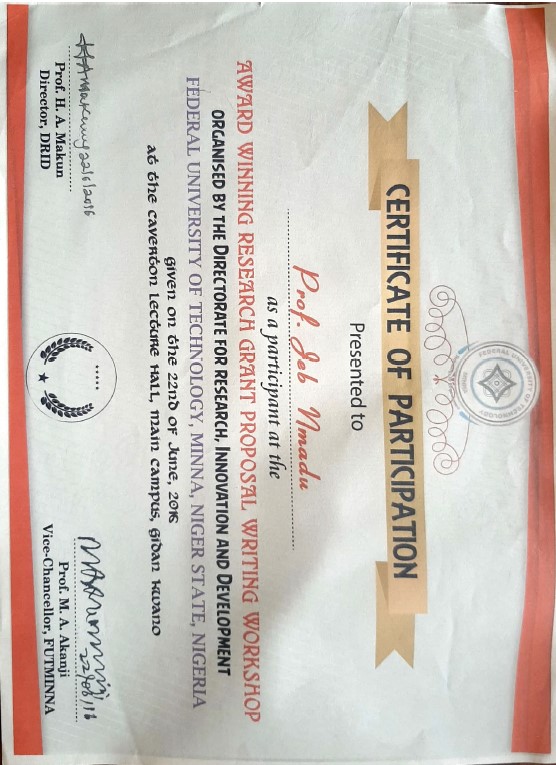 FEDERAL UNIVERSITY OF TECHNOLOGY
MINNA
CERTIFICATE OF PARTICIPATION
Presented to
Prof. Jeb Nmadu
as a participant at the
AWARD WINNING RESEARCH GRANT PROPOSAL WRITING WORKSHOP
ORGANISED BY THE DIRECTORATE FOR RESEARCH, INNOVATION AND DEVELOPMENT
FEDERAL UNIVERSITY OF TECHNOLOGY, MINNA, NIGER STATE, NIGERIA
given on the 22nd of June, 2016
at the caverton Lecture Hall, main campus, gidan kwano
22/6/2016
Prof. H. A. Makun
Director, DRID
22/06/16
Prof. M. A. Akanji
Vice-Chancellor, FUTMINNA